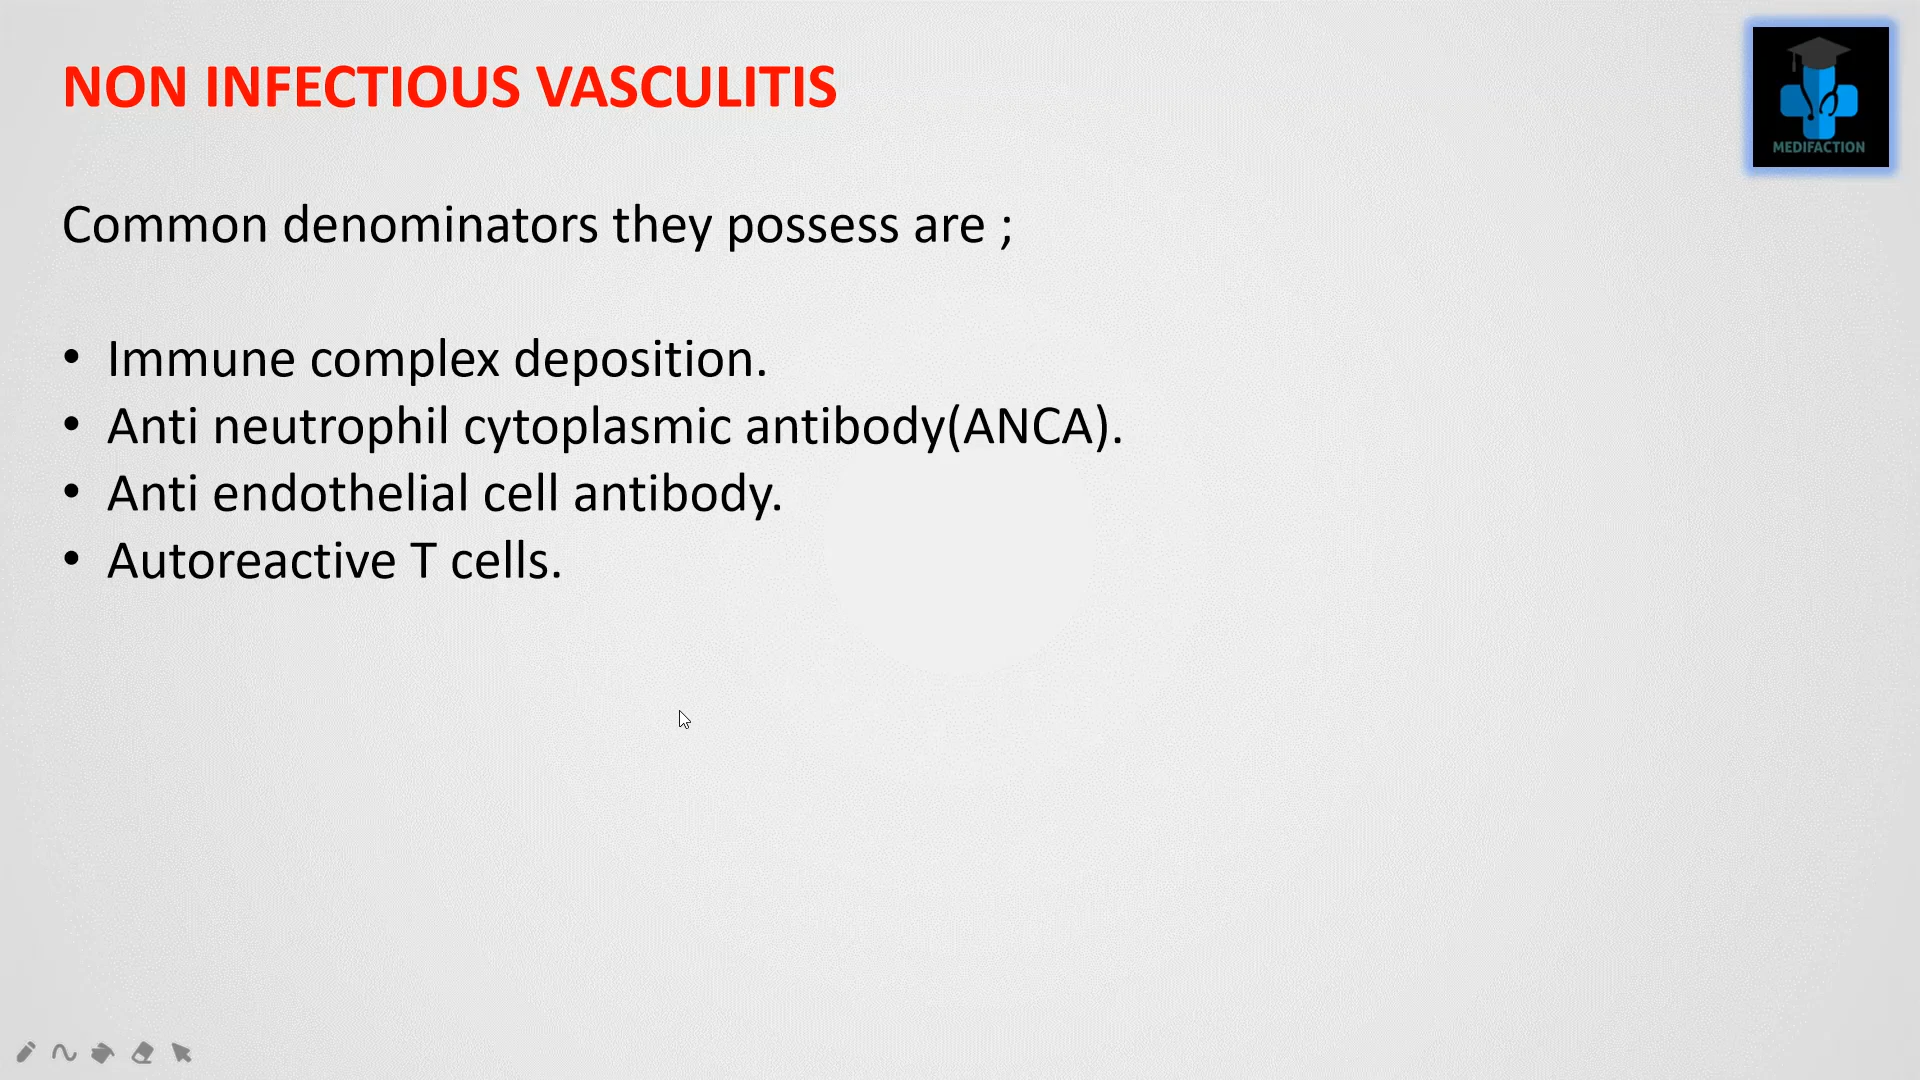 NON INFECTIOUS VASCULITIS
MEDIFACTION
Common denominators they possess are ;
• Immune complex deposition.
• Anti neutrophil cytoplasmic antibody(ANCA).
• Anti endothelial cell antibody.
• Autoreactive T cells.